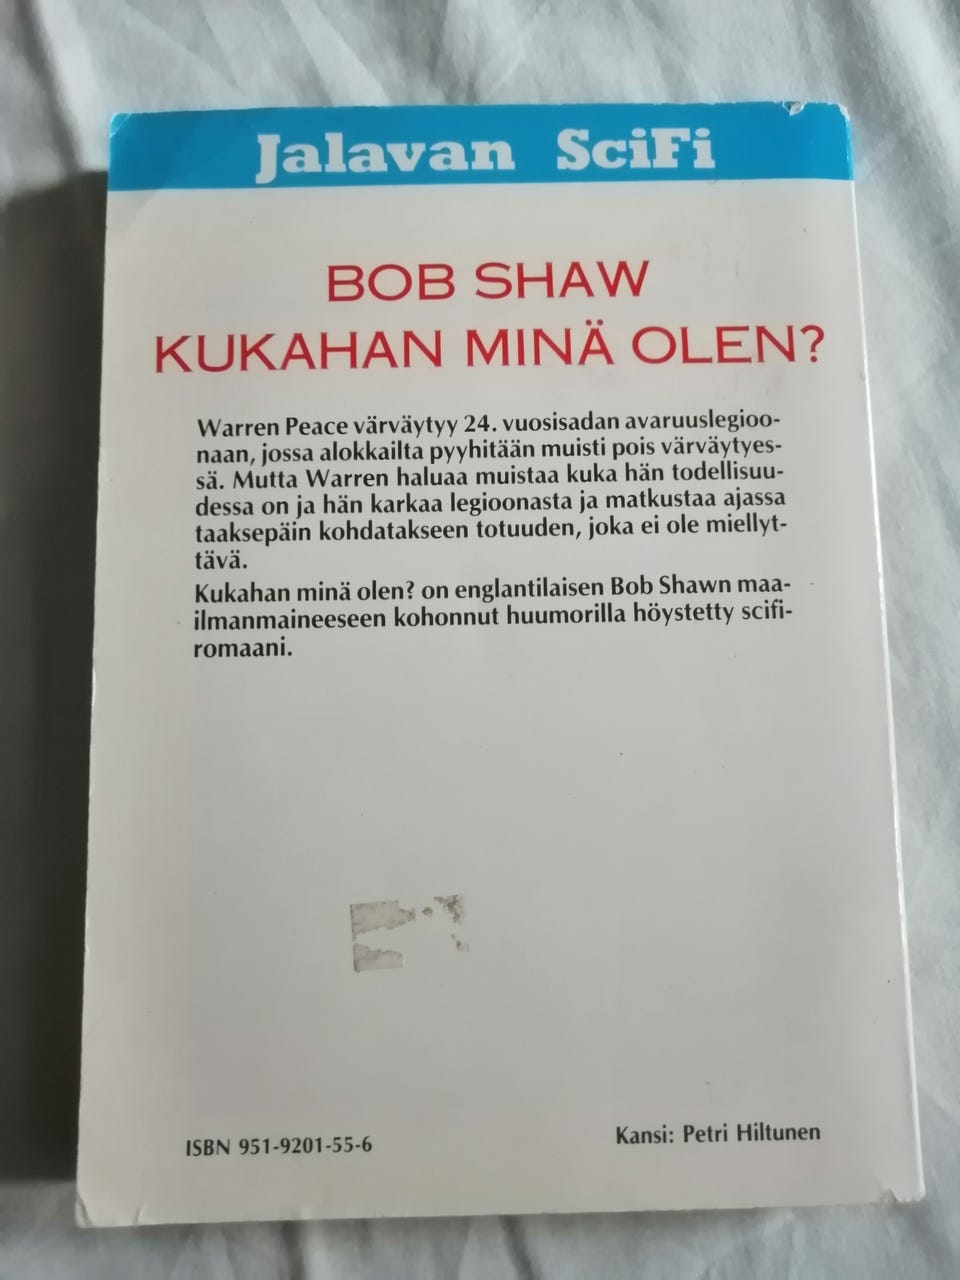 Jalavan SciFi
BOB SHAW
KUKAHAN MINÄ OLEN?
Warren Peace värväytyy 24. vuosisadan avaruuslegioo-
naan, jossa alokkailta pyyhitään muisti pois värväytyes-
sä. Mutta Warren haluaa muistaa kuka hän todellisuu-
dessa on ja hän karkaa legioonasta ja matkustaa ajassa
taaksepäin kohdatakseen totuuden, joka ei ole miellyt-
tävä.
Kukahan minä olen? on englantilaisen Bob Shawn maa-
ilmanmaineeseen kohonnut huumorilla höystetty scifi-
romaani.
ISBN 951-9201-55-6
Kansi: Petri Hiltunen